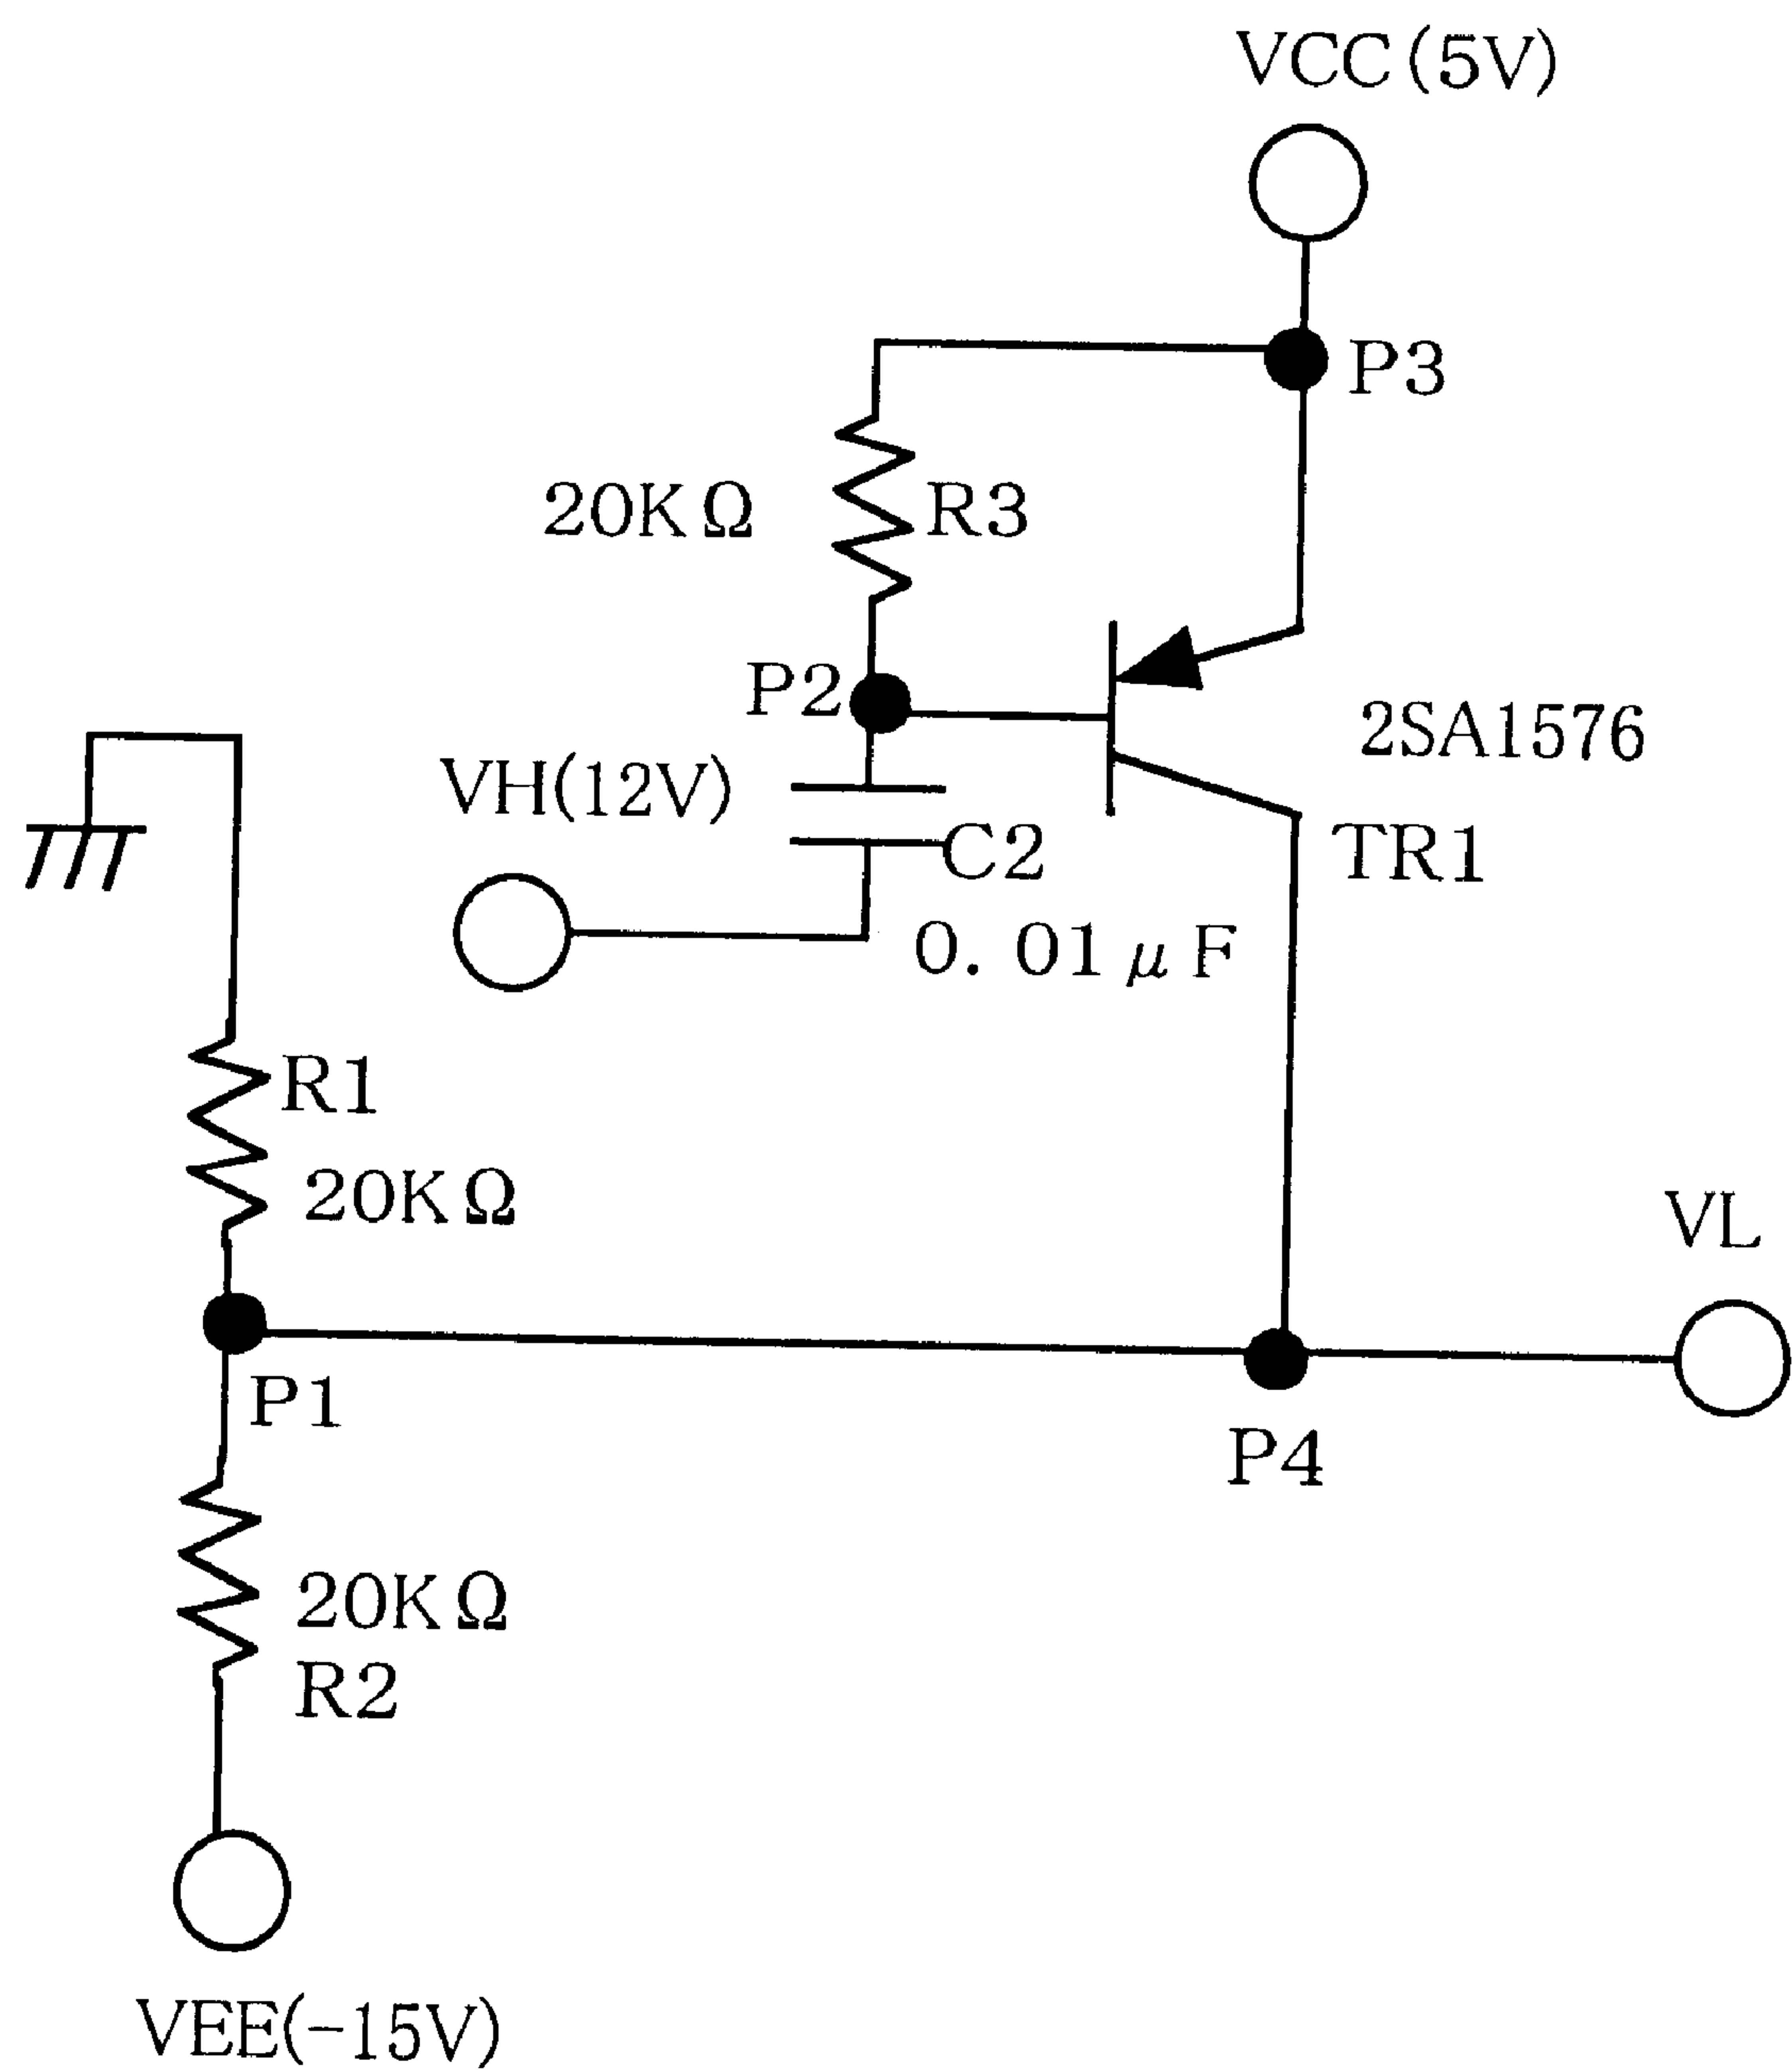 VCC(5V)
P3
20KΩ
R3
P2
2SA1576
VH(12V)
C2
TR1
0.01μF
R1
20KΩ
VL
P1
P4
20KΩ
R2
VEE(-15V)